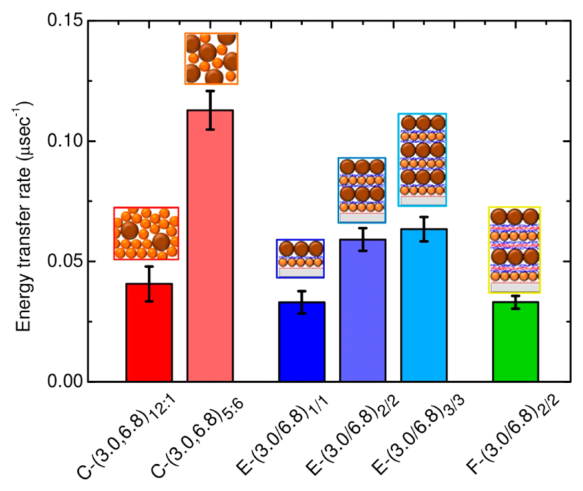 0.15
0.10
0.05
0.00
Energy transfer rate (μsec⁻¹)
C-(3.0,6.8)₁₂:₁
C-(3.0,6.8)₅:₆
E-(3.0/6.8)₁/₁
E-(3.0/6.8)₂/₂
E-(3.0/6.8)₃/₃
F-(3.0/6.8)₂/₂